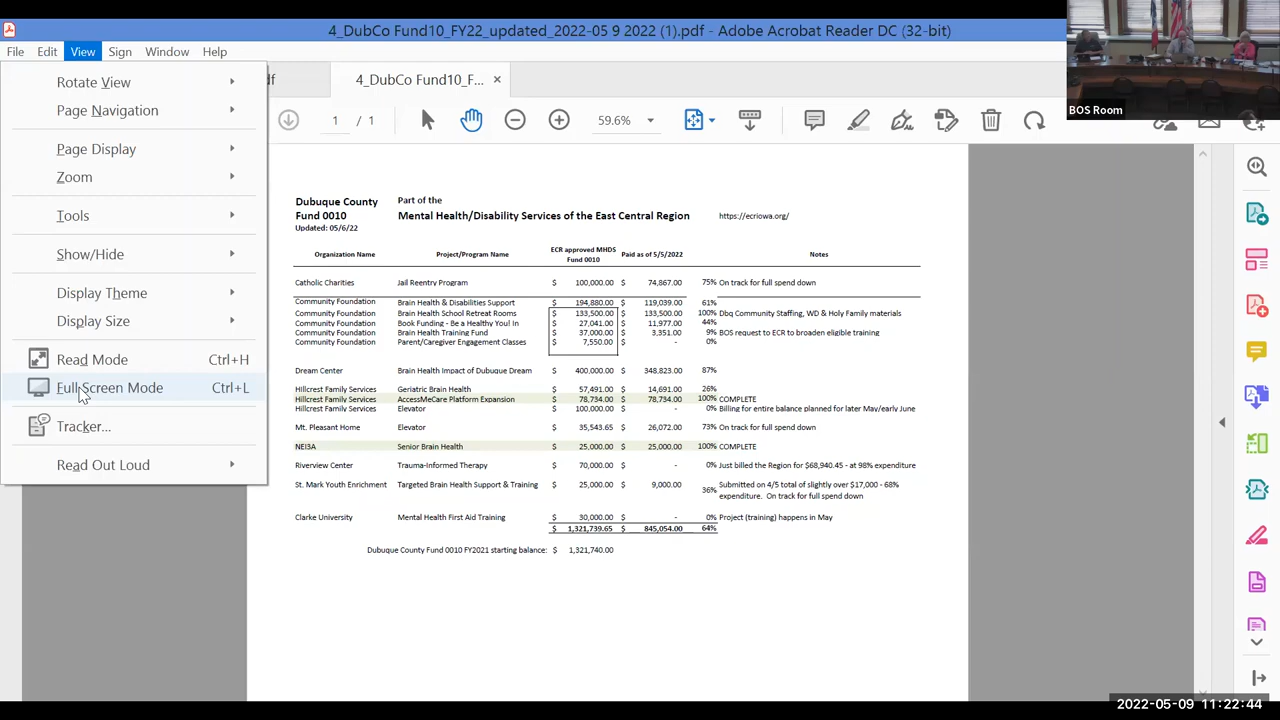 4_DubCo Fund10_FY22_updated_2022-05 9 2022 (1).pdf - Adobe Acrobat Reader DC (32-bit)
File Edit View Sign Window Help
df
4_DubCo Fund10_F... ×
1 / 1 59.6%
BOS Room
Rotate View
Page Navigation
Page Display
Zoom
Tools
Show/Hide
Display Theme
Display Size
Read Mode Ctrl+H
Full Screen Mode Ctrl+L
Tracker...
Read Out Loud
Dubuque County Part of the
Fund 0010 Mental Health/Disability Services of the East Central Region https://ecriowa.org/
Updated: 05/6/22
ECR approved MHDS
Organization Name Project/Program Name Fund 0010 Paid as of 5/5/2022 Notes
Catholic Charities Jail Reentry Program $ 100,000.00 $ 74,867.00 75% On track for full spend down
Community Foundation Brain Health & Disabilities Support $ 194,880.00 $ 119,039.00 61%
Community Foundation Brain Health School Retreat Rooms $ 133,500.00 $ 133,500.00 100% Dbq Community Staffing, WD & Holy Family materials
Community Foundation Book Funding - Be a Healthy You! In $ 27,041.00 $ 11,977.00 44%
Community Foundation Brain Health Training Fund $ 37,000.00 $ 3,351.00 9% BOS request to ECR to broaden eligible training
Community Foundation Parent/Caregiver Engagement Classes $ 7,550.00 $ - 0%
Dream Center Brain Health Impact of Dubuque Dream $ 400,000.00 $ 348,823.00 87%
Hillcrest Family Services Geriatric Brain Health $ 57,491.00 $ 14,691.00 26%
Hillcrest Family Services AccessMeCare Platform Expansion $ 78,734.00 $ 78,734.00 100% COMPLETE
Hillcrest Family Services Elevator $ 100,000.00 $ - 0% Billing for entire balance planned for later May/early June
Mt. Pleasant Home Elevator $ 35,543.65 $ 26,072.00 73% On track for full spend down
NEI3A Senior Brain Health $ 25,000.00 $ 25,000.00 100% COMPLETE
Riverview Center Trauma-Informed Therapy $ 70,000.00 $ - 0% Just billed the Region for $68,940.45 - at 98% expenditure
St. Mark Youth Enrichment Targeted Brain Health Support & Training $ 25,000.00 $ 9,000.00 36% Submitted on 4/5 total of slightly over $17,000 - 68%
expenditure. On track for full spend down
Clarke University Mental Health First Aid Training $ 30,000.00 $ - 0% Project (training) happens in May
$ 1,321,739.65 $ 845,054.00 64%
Dubuque County Fund 0010 FY2021 starting balance: $ 1,321,740.00
2022-05-09 11:22:44